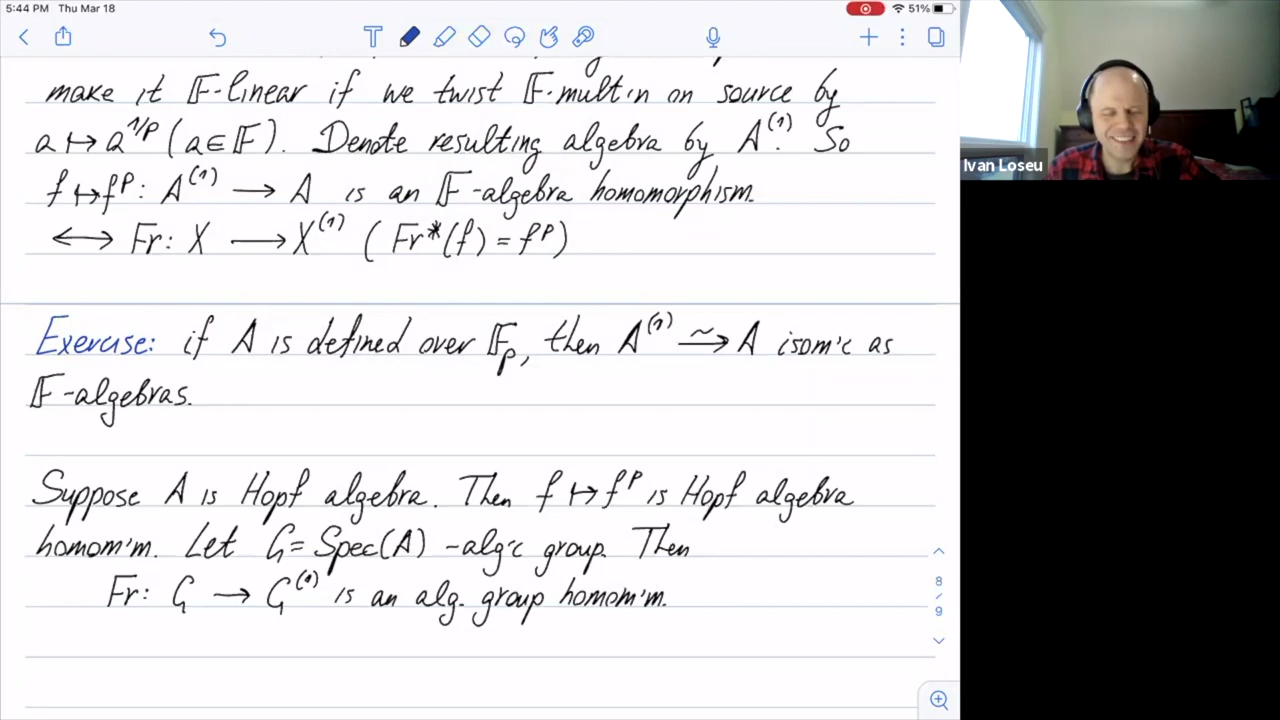 5:44 PM Thu Mar 18
51%
make it 𝔽-linear if we twist 𝔽-mult'n on source by
a ↦ a^{1/p} (a ∈ 𝔽). Denote resulting algebra by A^{(1)}. So
f ↦ f^p: A^{(1)} → A is an 𝔽-algebra homomorphism.
⟷ Fr: X → X^{(1)} (Fr*(f) = f^p)
Exercise: if A is defined over 𝔽_p, then A^{(1)} ⥲ A isom'c as
𝔽-algebras.
Suppose A is Hopf algebra. Then f ↦ f^p is Hopf algebra
homom'm. Let G = Spec(A) - alg'c group. Then
Fr: G → G^{(1)} is an alg. group homom'm.
8
/
9
Ivan Loseu